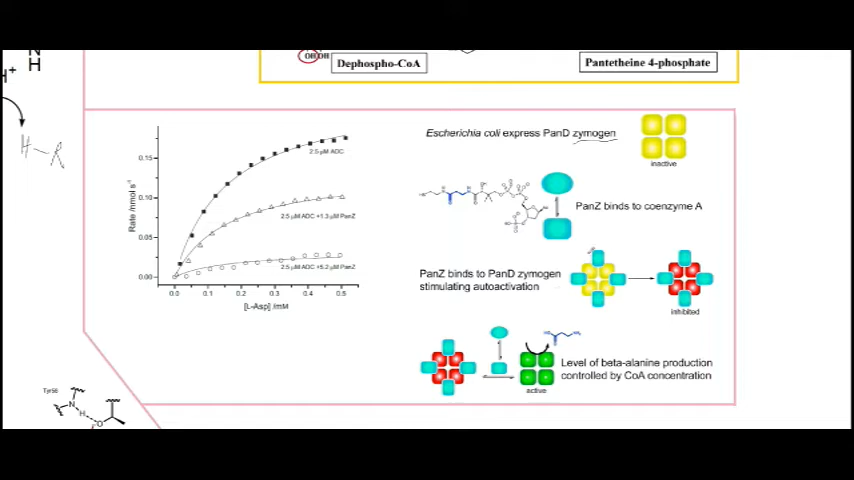 N
H
H+
H-R
OH OH
Dephospho-CoA
Pantetheine 4-phosphate
Rate /nmol s⁻¹
0.15
0.10
0.05
0.00
0.0 0.1 0.2 0.3 0.4 0.5
[L-Asp] /mM
2.5 µM ADC
2.5 µM ADC +1.3 µM PanZ
2.5 µM ADC +5.2 µM PanZ
Escherichia coli express PanD zymogen
inactive
PanZ binds to coenzyme A
PanZ binds to PanD zymogen
stimulating autoactivation
inhibited
active
Level of beta-alanine production
controlled by CoA concentration
Tyr58
N
H
O